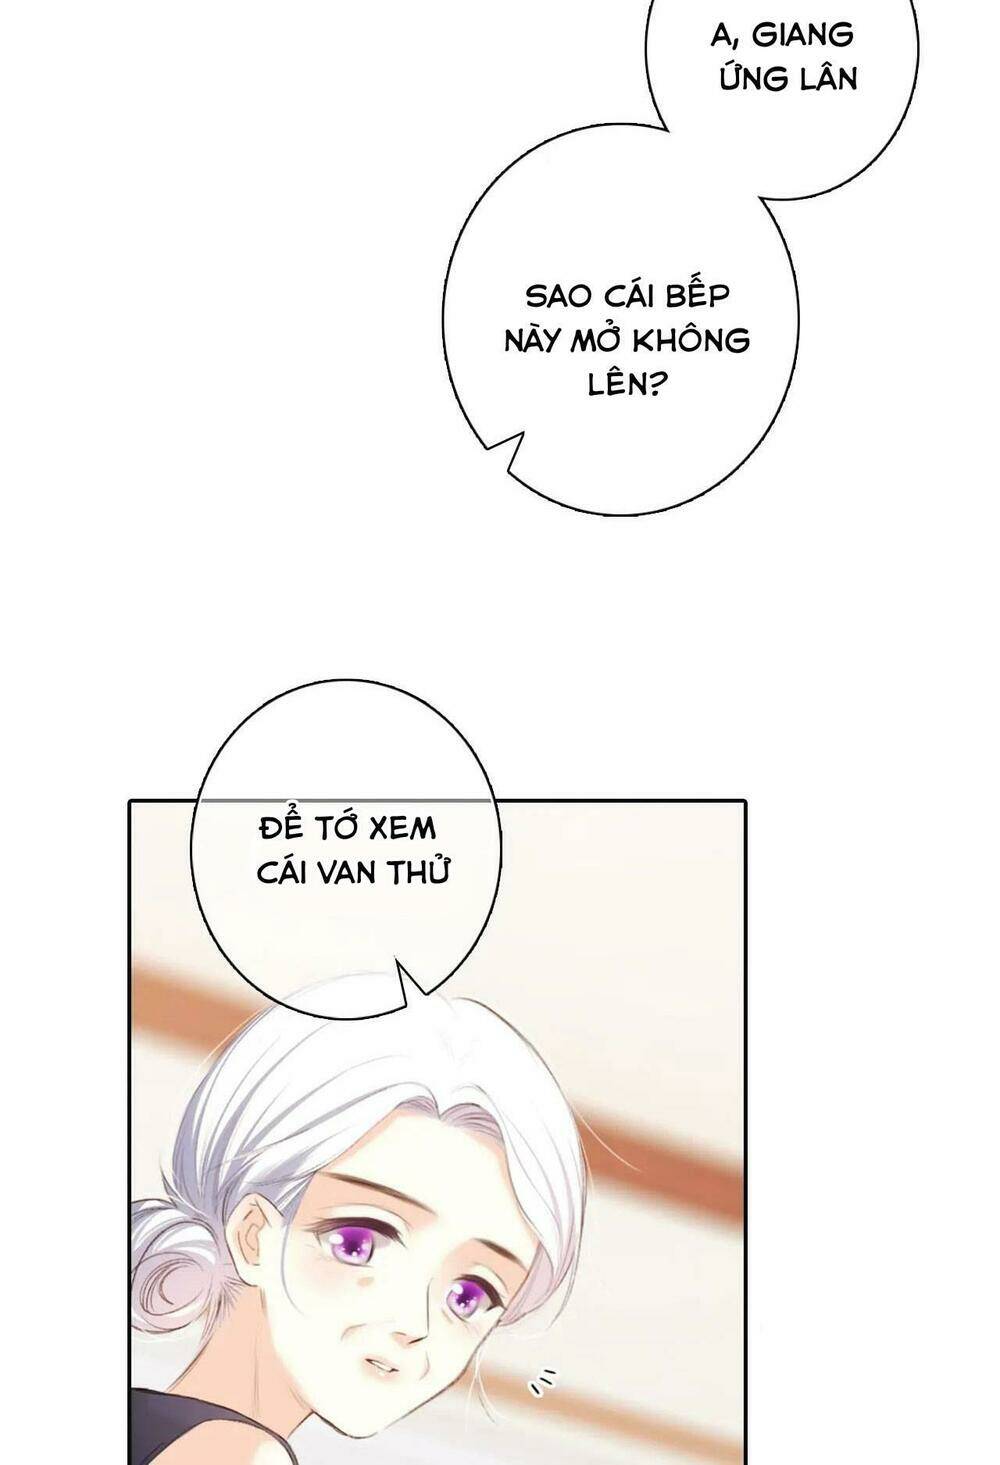 A, GIANG
ỨNG LÂN
SAO CÁI BẾP
NÀY MỞ KHÔNG
LÊN?
ĐỂ TỚ XEM
CÁI VAN THỬ